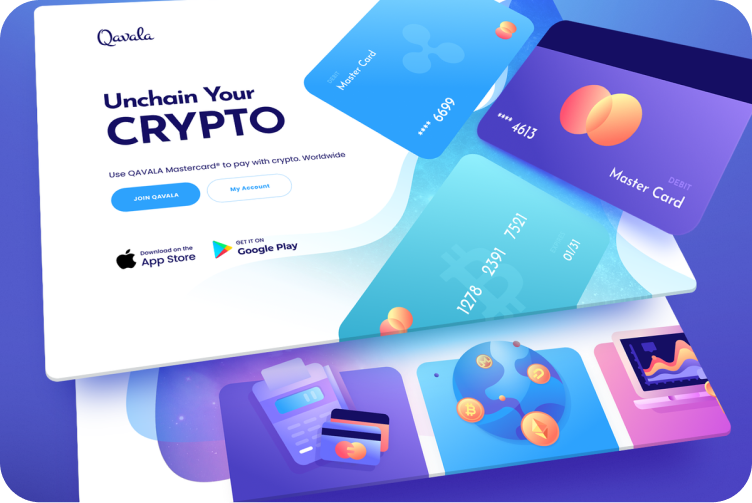 Qavala
Unchain Your
CRYPTO
Use QAVALA Mastercard® to pay with crypto. Worldwide
JOIN QAVALA
My Account
Download on the
App Store
GET IT ON
Google Play
DEBIT
Master Card
**** 6699
**** 4613
DEBIT
Master Card
1278 2391 7521
01/31